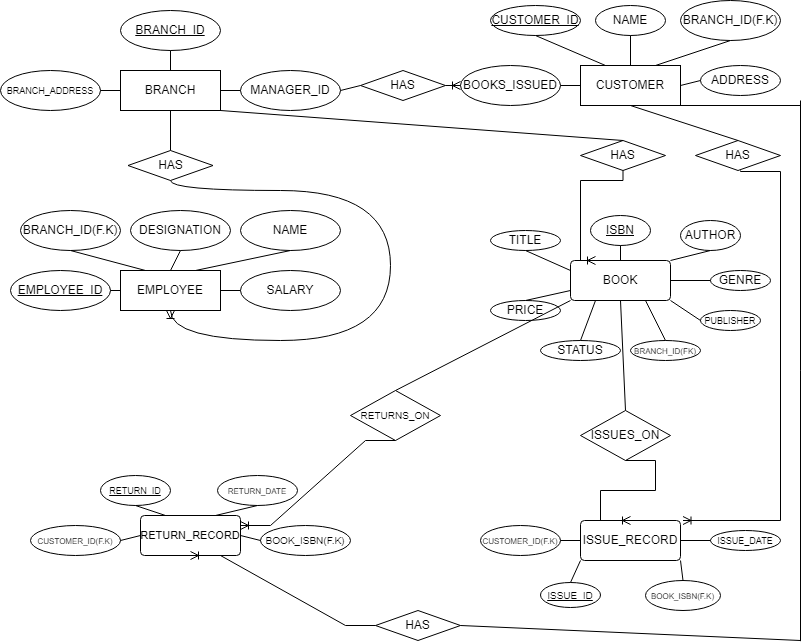 CUSTOMER_ID
NAME
BRANCH_ID(F.K)
BRANCH_ID
BRANCH_ADDRESS
BRANCH
MANAGER_ID
HAS
BOOKS_ISSUED
CUSTOMER
ADDRESS
HAS
HAS
HAS
BRANCH_ID(F.K)
DESIGNATION
NAME
EMPLOYEE_ID
EMPLOYEE
SALARY
TITLE
ISBN
AUTHOR
BOOK
GENRE
PRICE
PUBLISHER
STATUS
BRANCH_ID(FK)
RETURNS_ON
ISSUES_ON
RETURN_ID
RETURN_DATE
CUSTOMER_ID(F.K)
RETURN_RECORD
BOOK_ISBN(F.K)
CUSTOMER_ID(F.K)
ISSUE_RECORD
ISSUE_DATE
ISSUE_ID
BOOK_ISBN(F.K)
HAS